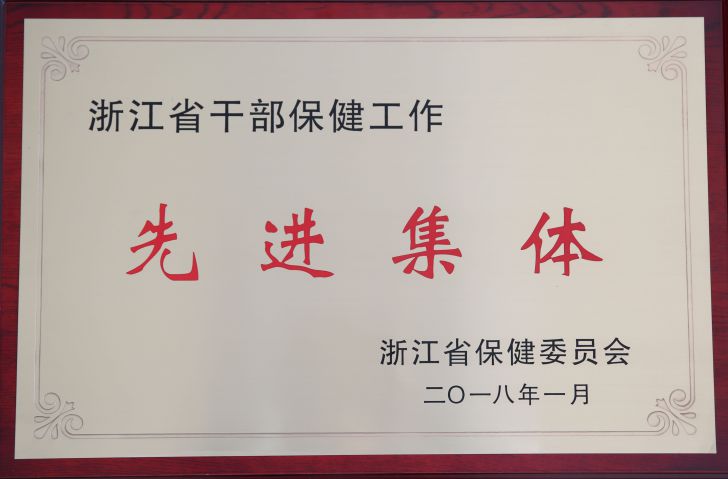 浙江省干部保健工作
先进集体
浙江省保健委员会
二〇一八年一月